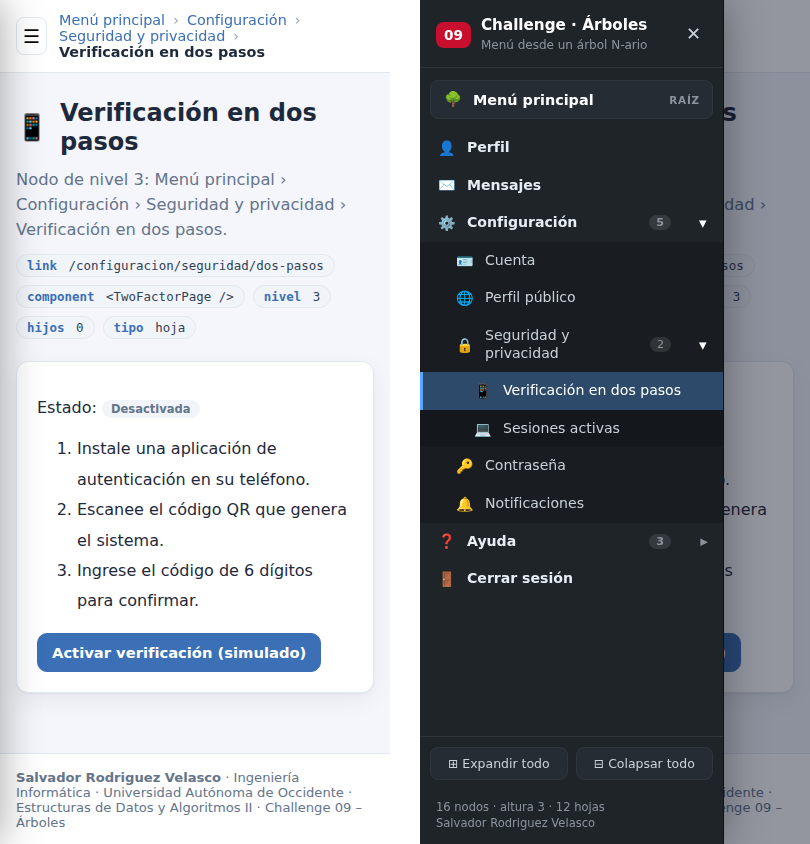 ☰ Menú principal › Configuración ›
Seguridad y privacidad ›
Verificación en dos pasos
Verificación en dos
pasos
Nodo de nivel 3: Menú principal ›
Configuración › Seguridad y privacidad ›
Verificación en dos pasos.
link /configuracion/seguridad/dos-pasos
component <TwoFactorPage /> nivel 3
hijos 0 tipo hoja
Estado: Desactivada
1. Instale una aplicación de
autenticación en su teléfono.
2. Escanee el código QR que genera
el sistema.
3. Ingrese el código de 6 dígitos
para confirmar.
Activar verificación (simulado)
Salvador Rodriguez Velasco · Ingeniería
Informática · Universidad Autónoma de Occidente ·
Estructuras de Datos y Algoritmos II · Challenge 09 –
Árboles
09 Challenge · Árboles ✕
Menú desde un árbol N-ario
Menú principal RAÍZ
Perfil
Mensajes
Configuración 5 ▼
Cuenta
Perfil público
Seguridad y
privacidad 2 ▼
Verificación en dos pasos
Sesiones activas
Contraseña
Notificaciones
Ayuda 3 ▶
Cerrar sesión
⊞ Expandir todo ⊟ Colapsar todo
16 nodos · altura 3 · 12 hojas
Salvador Rodriguez Velasco
s
dad ›
sos
3
enera
s
idente ·
enge 09 –